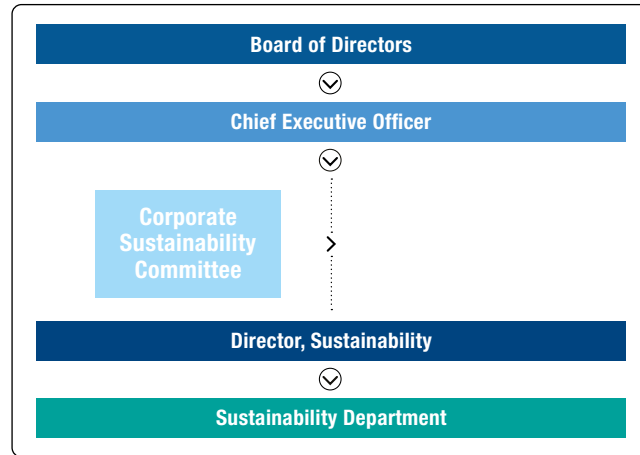 Board of Directors
Chief Executive Officer
Corporate
Sustainability
Committee
Director, Sustainability
Sustainability Department